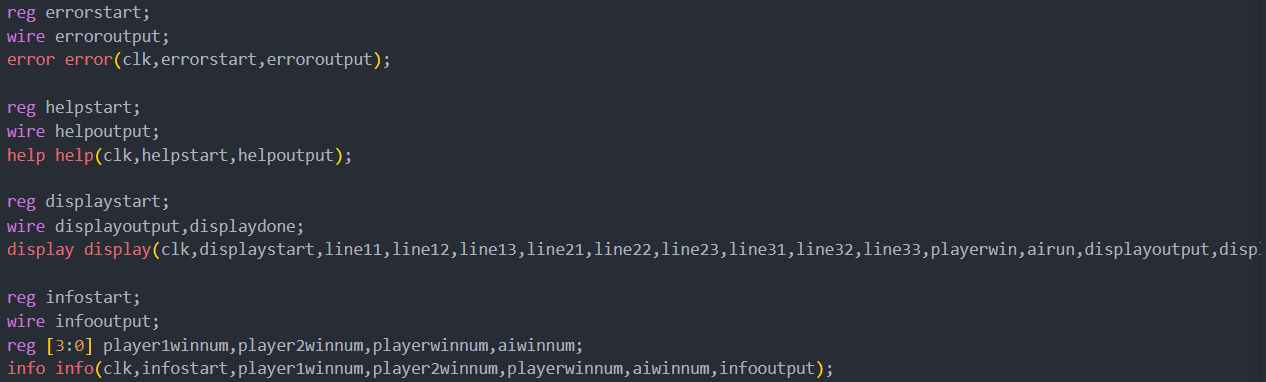 reg errorstart;
wire erroroutput;
error error(clk,errorstart,erroroutput);
reg helpstart;
wire helpoutput;
help help(clk,helpstart,helpoutput);
reg displaystart;
wire displayoutput,displaydone;
display display(clk,displaystart,line11,line12,line13,line21,line22,line23,line31,line32,line33,playerwin,airun,displayoutput,disp
reg infostart;
wire infooutput;
reg [3:0] player1winnum,player2winnum,playerwinnum,aiwinnum;
info info(clk,infostart,player1winnum,player2winnum,playerwinnum,aiwinnum,infooutput);